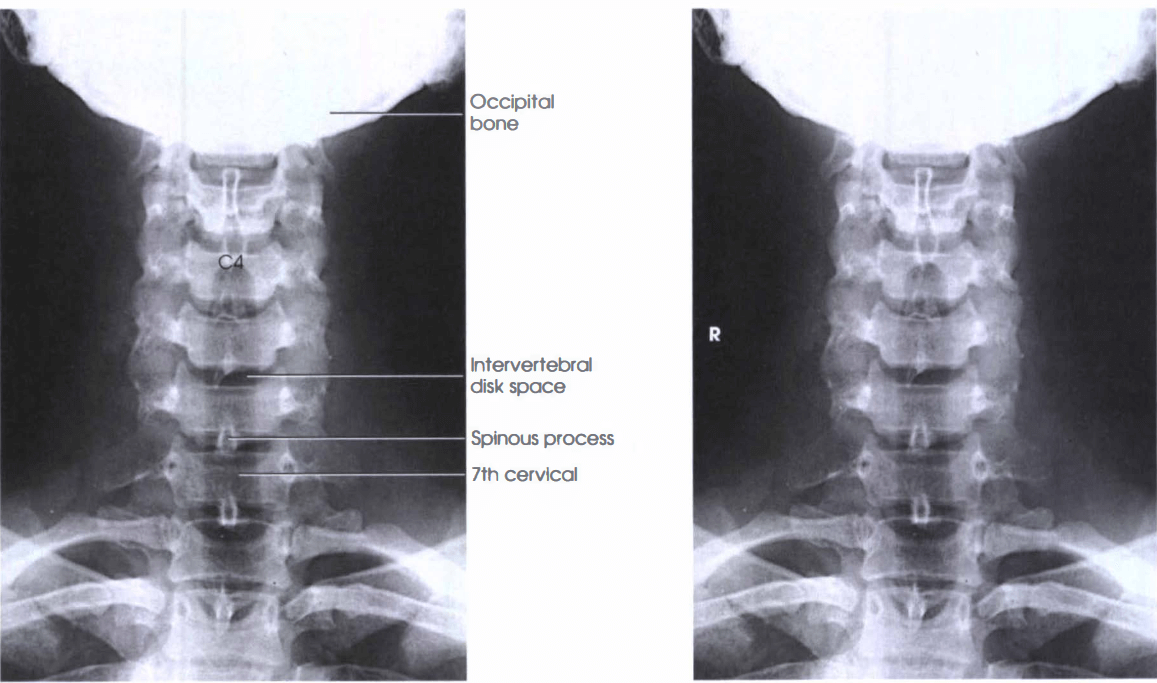 Occipital
bone
C4
R
Intervertebral
disk space
Spinous process
7th cervical